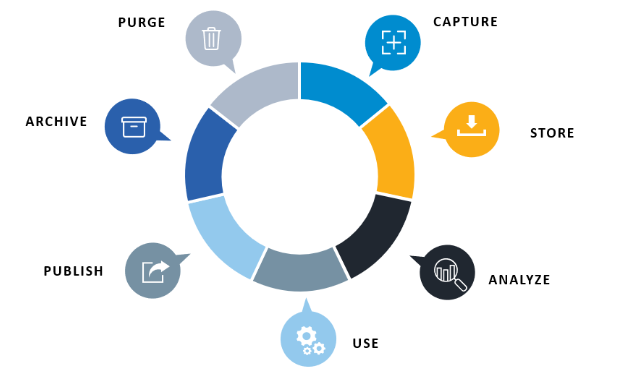 PURGE
CAPTURE
ARCHIVE
STORE
PUBLISH
ANALYZE
USE